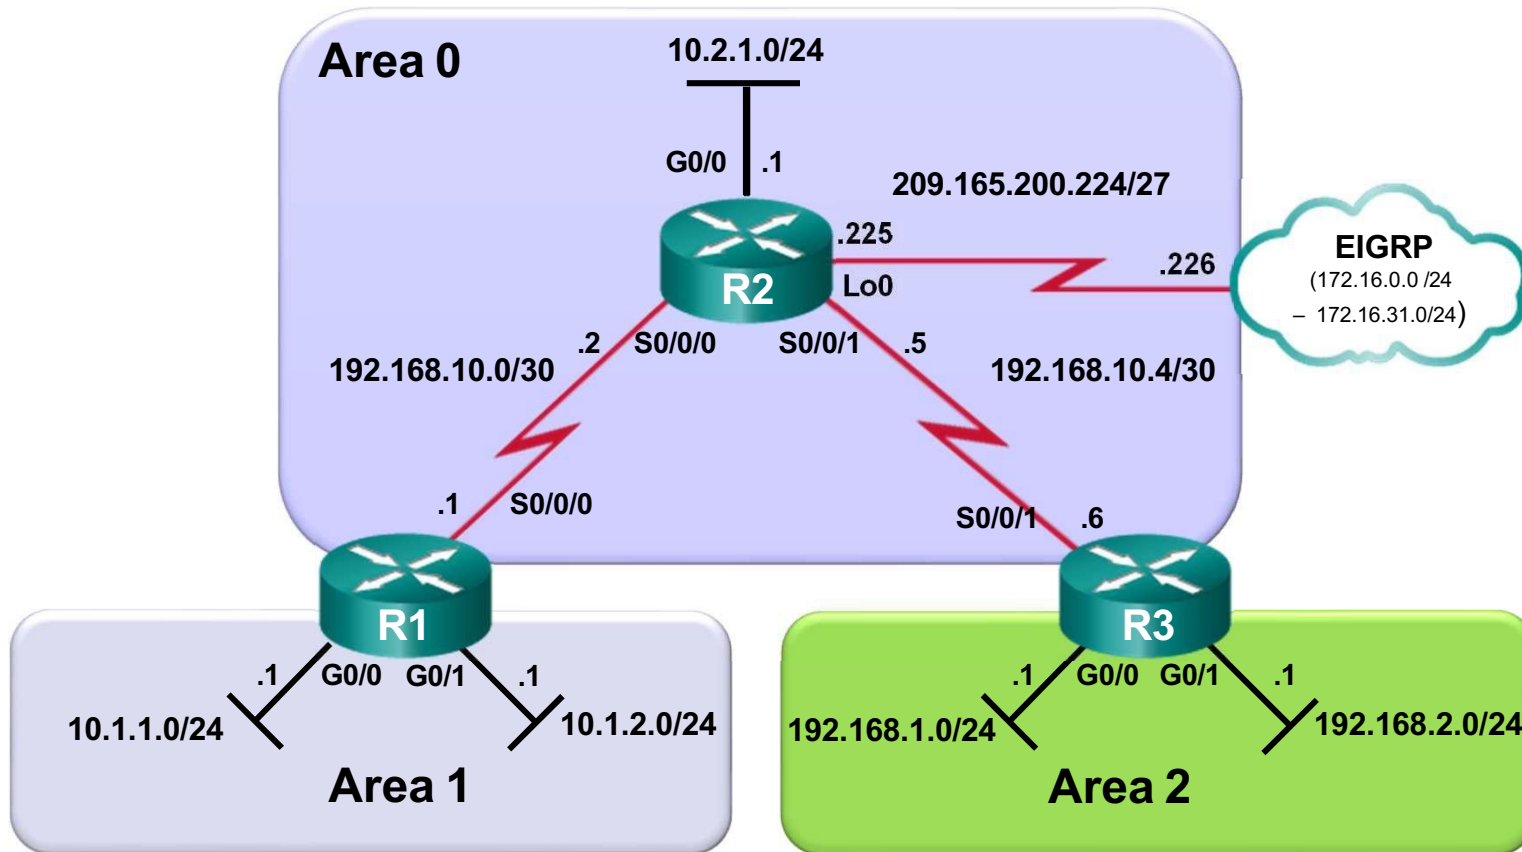 Area 0
10.2.1.0/24
G0/0
.1
209.165.200.224/27
.225
R2
Lo0
.226
EIGRP
(172.16.0.0 /24
– 172.16.31.0/24)
.2
S0/0/0
S0/0/1
.5
192.168.10.0/30
192.168.10.4/30
.1
S0/0/0
S0/0/1
.6
R1
R3
.1
G0/0
G0/1
.1
10.1.1.0/24
10.1.2.0/24
Area 1
.1
G0/0
G0/1
.1
192.168.1.0/24
192.168.2.0/24
Area 2